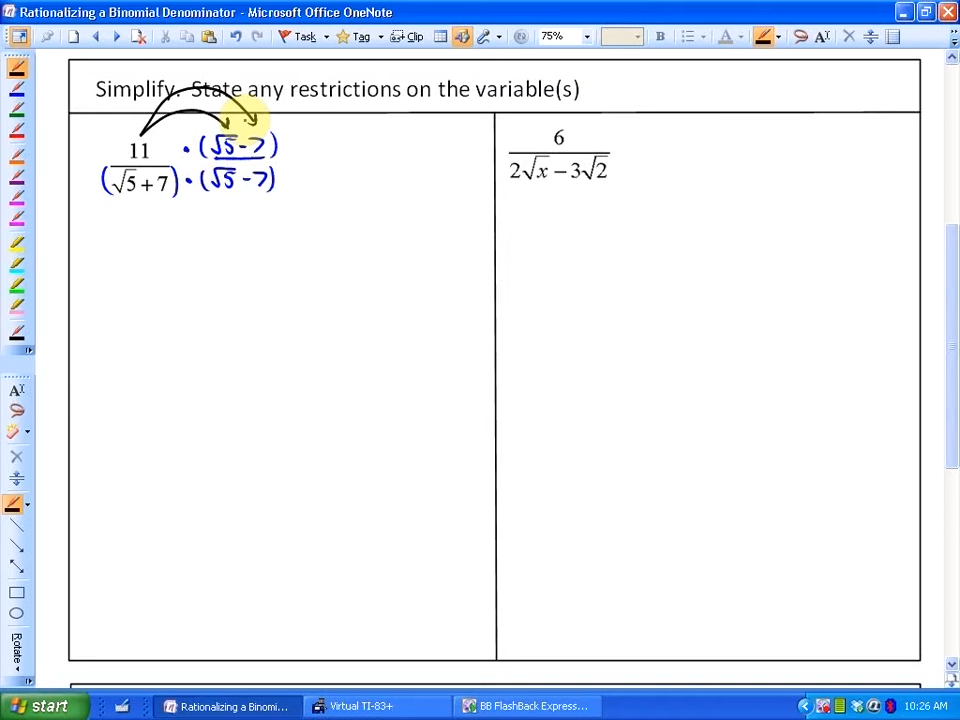 Rationalizing a Binomial Denominator - Microsoft Office OneNote
Task Tag Clip 75% B A
Simplify. State any restrictions on the variable(s)
11 · (√5 - 7)
(√5 + 7) · (√5 - 7)
6
2√x − 3√2
Rotate
start Rationalizing a Binomi... Virtual TI-83+ BB FlashBack Express... 10:26 AM